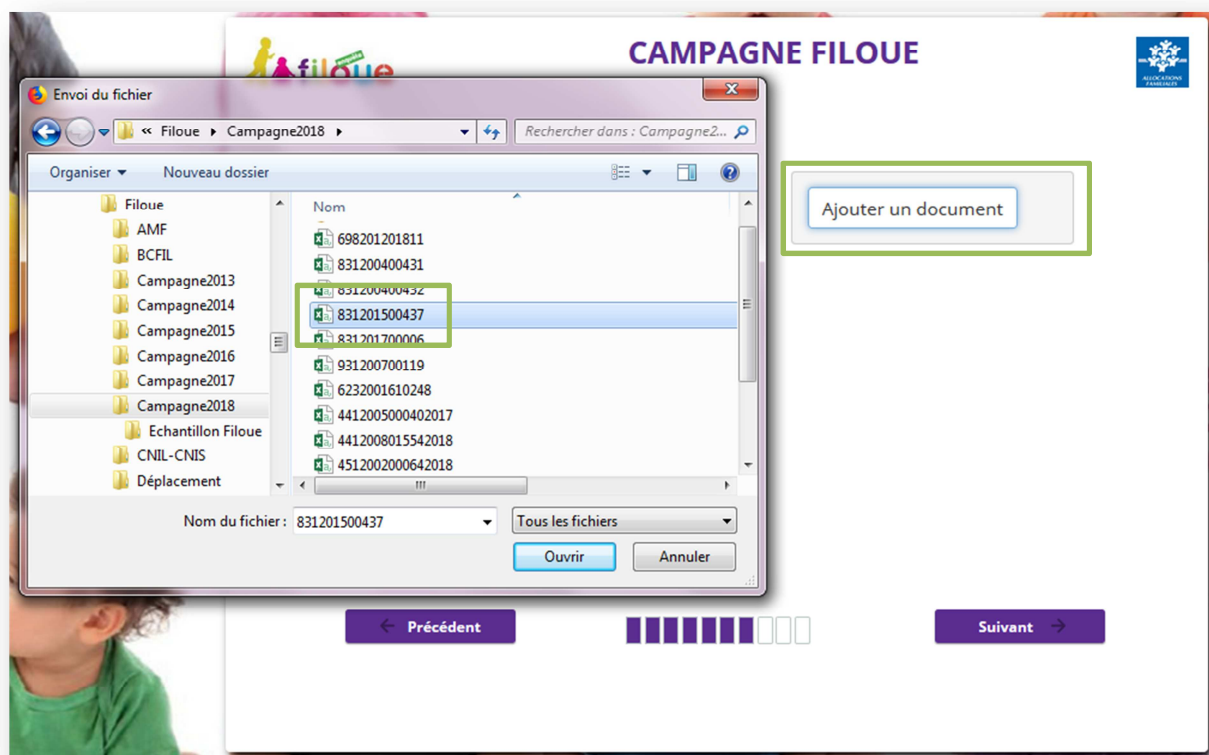 CAMPAGNE FILOUE
filoue
ALLOCATIONS
FAMILIALES
Envoi du fichier
« Filoue Campagne2018
Rechercher dans : Campagne2...
Organiser Nouveau dossier
Filoue
AMF
BCFIL
Campagne2013
Campagne2014
Campagne2015
Campagne2016
Campagne2017
Campagne2018
Echantillon Filoue
CNIL-CNIS
Déplacement
Nom
698201201811
831200400431
831200400432
831201500437
831201700006
931200700119
6232001610248
4412005000402017
4412008015542018
4512002000642018
Nom du fichier : 831201500437
Tous les fichiers
Ouvrir Annuler
Ajouter un document
Précédent
Suivant